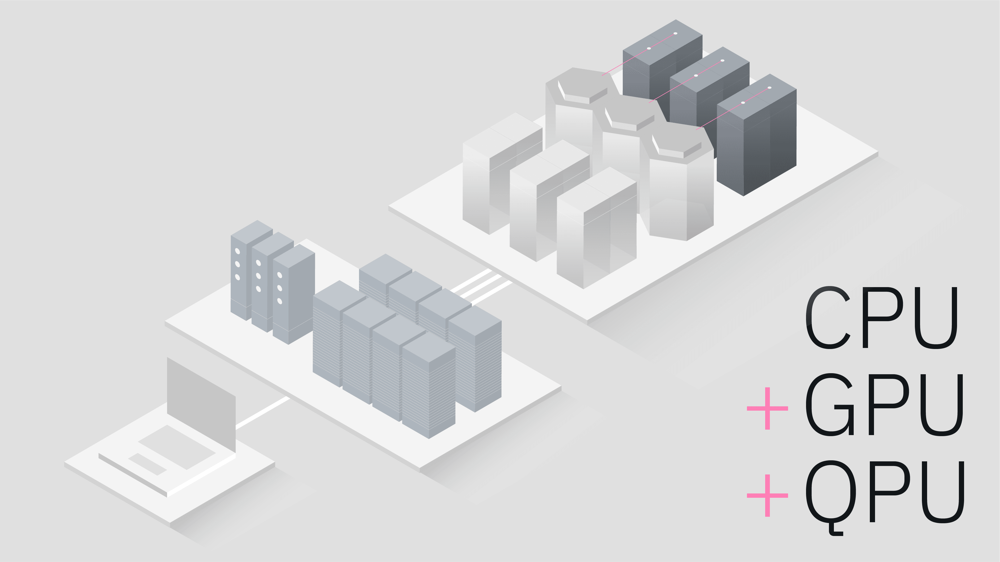 CPU
+ GPU
+ QPU